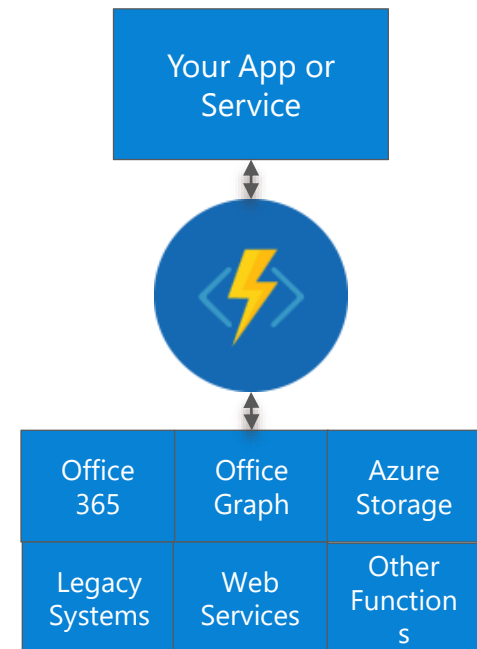 Your App or
Service
Office
365
Office
Graph
Azure
Storage
Legacy
Systems
Web
Services
Other
Function
s